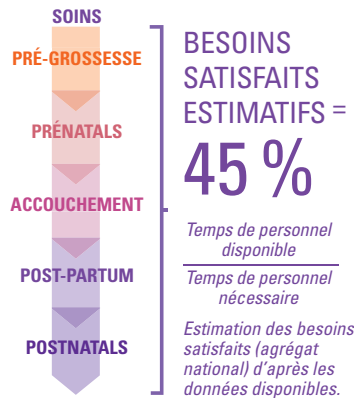 SOINS
PRÉ-GROSSESSE
PRÉNATALS
ACCOUCHEMENT
POST-PARTUM
POSTNATALS
BESOINS
SATISFAITS
ESTIMATIFS =
45 %
Temps de personnel
disponible
Temps de personnel
nécessaire
Estimation des besoins
satisfaits (agrégat
national) d’après les
données disponibles.